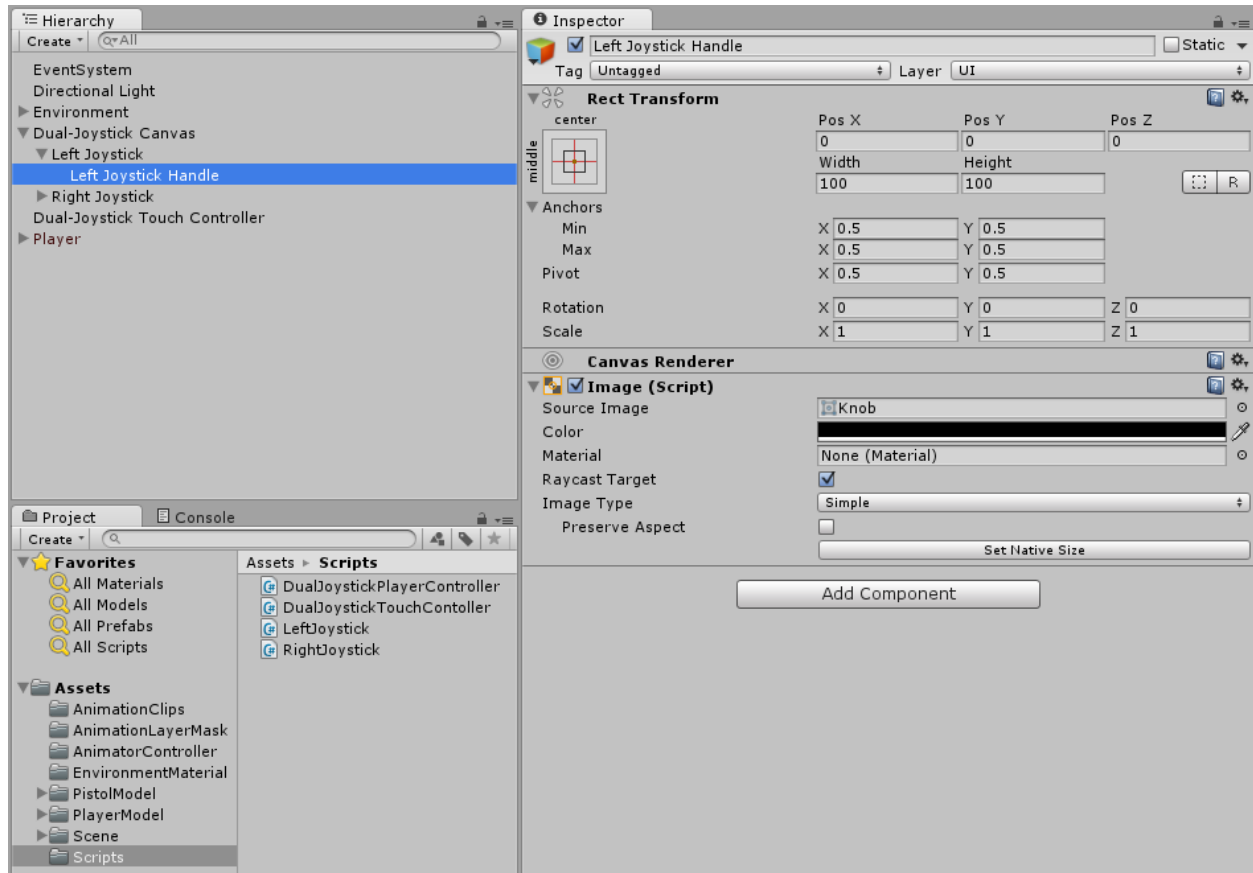 Hierarchy
Create All
EventSystem
Directional Light
Environment
Dual-Joystick Canvas
Left Joystick
Left Joystick Handle
Right Joystick
Dual-Joystick Touch Controller
Player
Project Console
Create
Favorites
All Materials
All Models
All Prefabs
All Scripts
Assets
AnimationClips
AnimationLayerMask
AnimatorController
EnvironmentMaterial
PistolModel
PlayerModel
Scene
Scripts
Assets Scripts
DualJoystickPlayerController
DualJoystickTouchContoller
LeftJoystick
RightJoystick
Inspector
Left Joystick Handle Static
Tag Untagged Layer UI
Rect Transform
center
middle
Pos X Pos Y Pos Z
0 0 0
Width Height
100 100 R
Anchors
Min X 0.5 Y 0.5
Max X 0.5 Y 0.5
Pivot X 0.5 Y 0.5
Rotation X 0 Y 0 Z 0
Scale X 1 Y 1 Z 1
Canvas Renderer
Image (Script)
Source Image Knob
Color
Material None (Material)
Raycast Target
Image Type Simple
Preserve Aspect
Set Native Size
Add Component